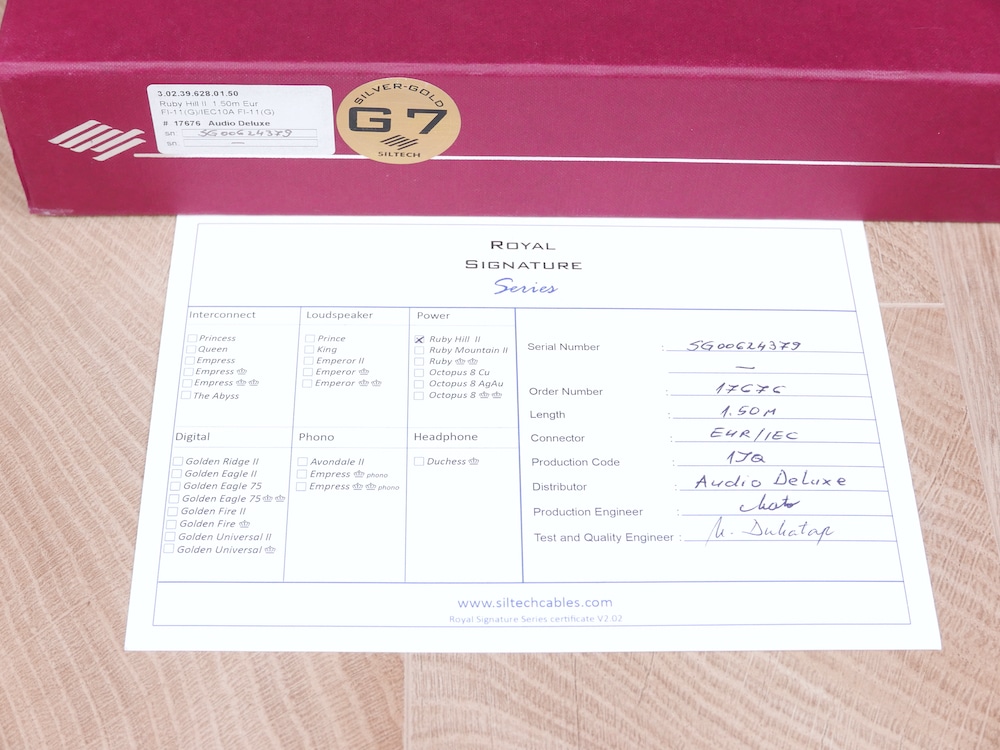 3.02.39.628.01.50
Ruby Hill II 1.50m Eur
FI-11(G)/IEC10A FI-11(G)
# 17676 Audio Deluxe
sn: SG00624379
sn: —
SILVER-GOLD
G7
SILTECH
ROYAL
SIGNATURE
Series
Interconnect
Princess
Queen
Empress
Empress
Empress
The Abyss
Loudspeaker
Prince
King
Emperor II
Emperor
Emperor
Power
X Ruby Hill II
Ruby Mountain II
Ruby
Octopus 8 Cu
Octopus 8 AgAu
Octopus 8
Digital
Golden Ridge II
Golden Eagle II
Golden Eagle 75
Golden Eagle 75
Golden Fire II
Golden Fire
Golden Universal II
Golden Universal
Phono
Avondale II
Empress phono
Empress phono
Headphone
Duchess
Serial Number : SG00624379
—
Order Number : 17676
Length : 1.50M
Connector : EUR/IEC
Production Code : 1JQ
Distributor : Audio Deluxe
Production Engineer :
Test and Quality Engineer :
www.siltechcables.com
Royal Signature Series certificate V2.02